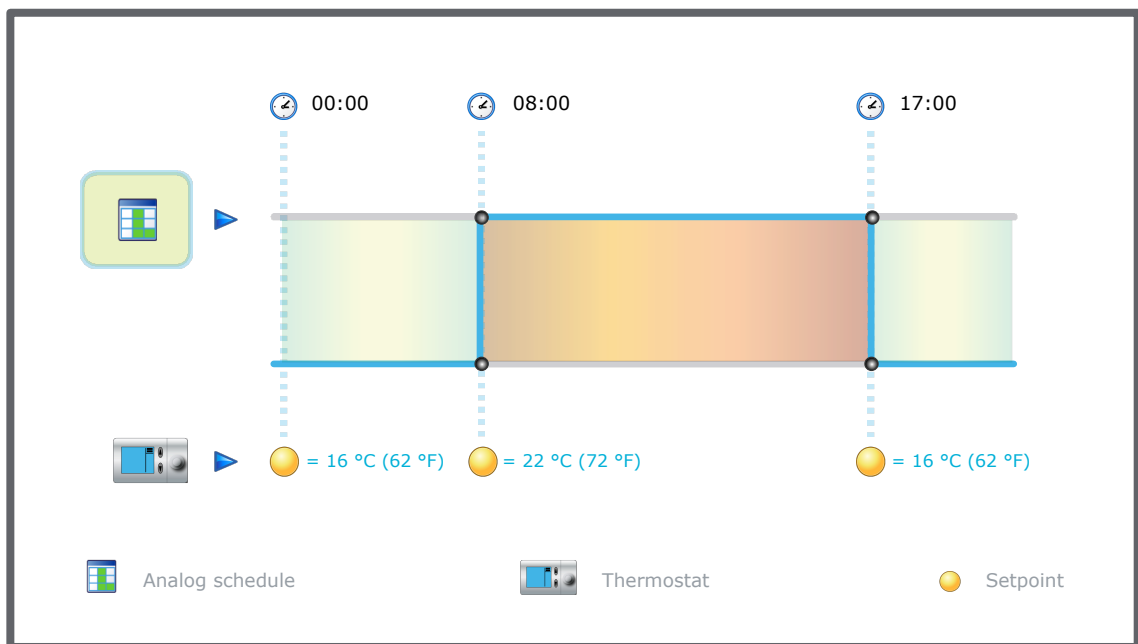 00:00
08:00
17:00
= 16 °C (62 °F)
= 22 °C (72 °F)
= 16 °C (62 °F)
Analog schedule
Thermostat
Setpoint